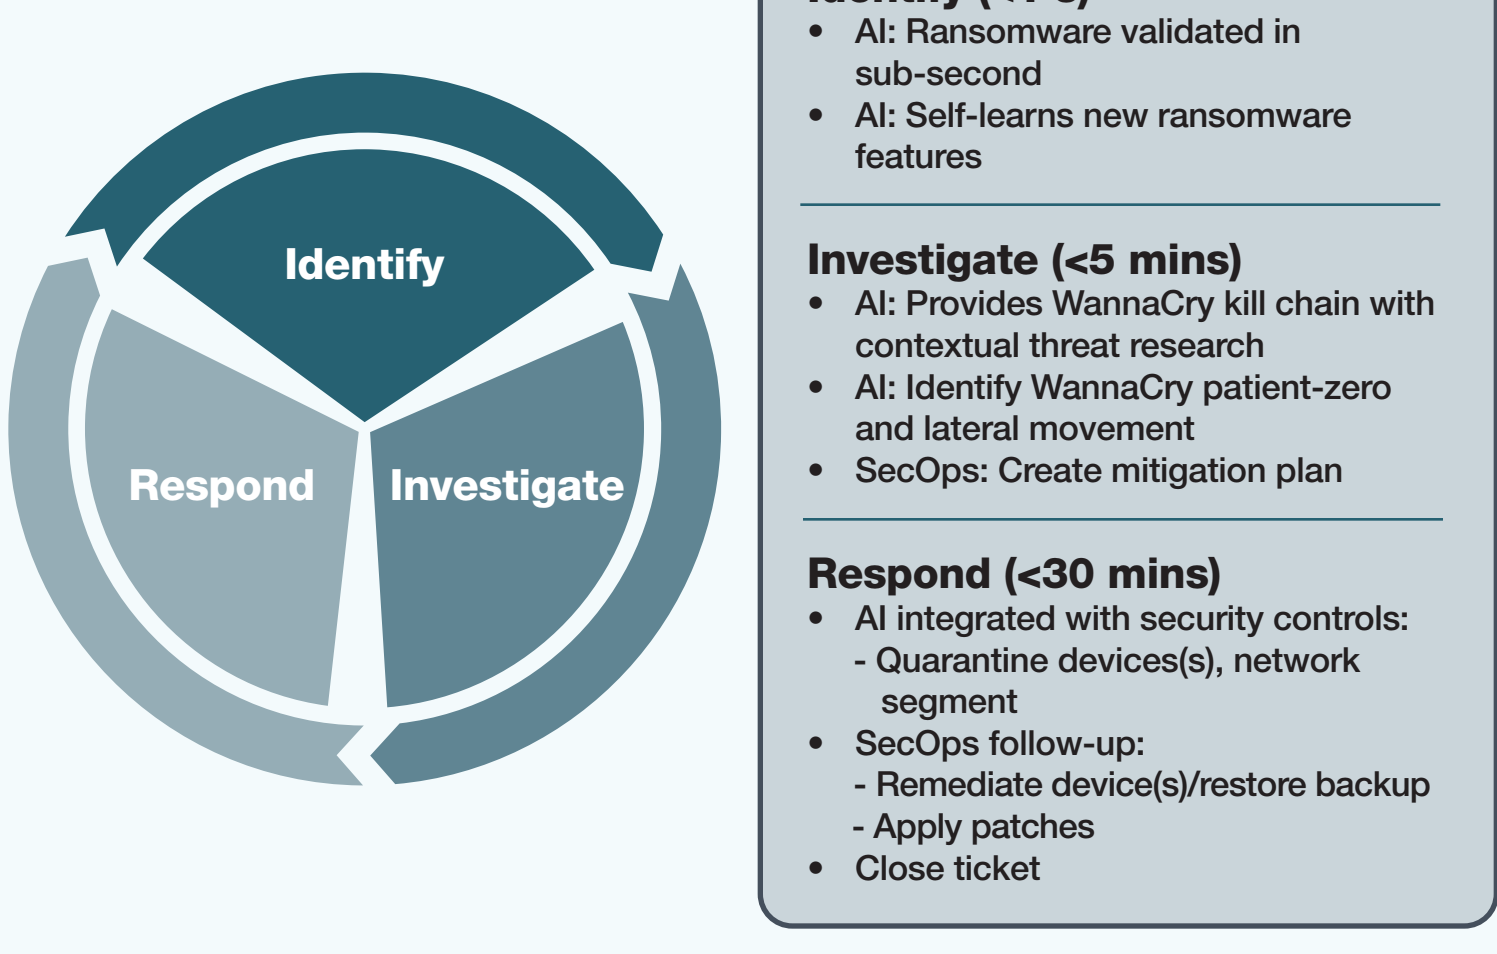 Identify
Respond
Investigate
Identify (<1 s)
• AI: Ransomware validated in
sub-second
• AI: Self-learns new ransomware
features
Investigate (<5 mins)
• AI: Provides WannaCry kill chain with
contextual threat research
• AI: Identify WannaCry patient-zero
and lateral movement
• SecOps: Create mitigation plan
Respond (<30 mins)
• AI integrated with security controls:
- Quarantine devices(s), network
segment
• SecOps follow-up:
- Remediate device(s)/restore backup
- Apply patches
• Close ticket